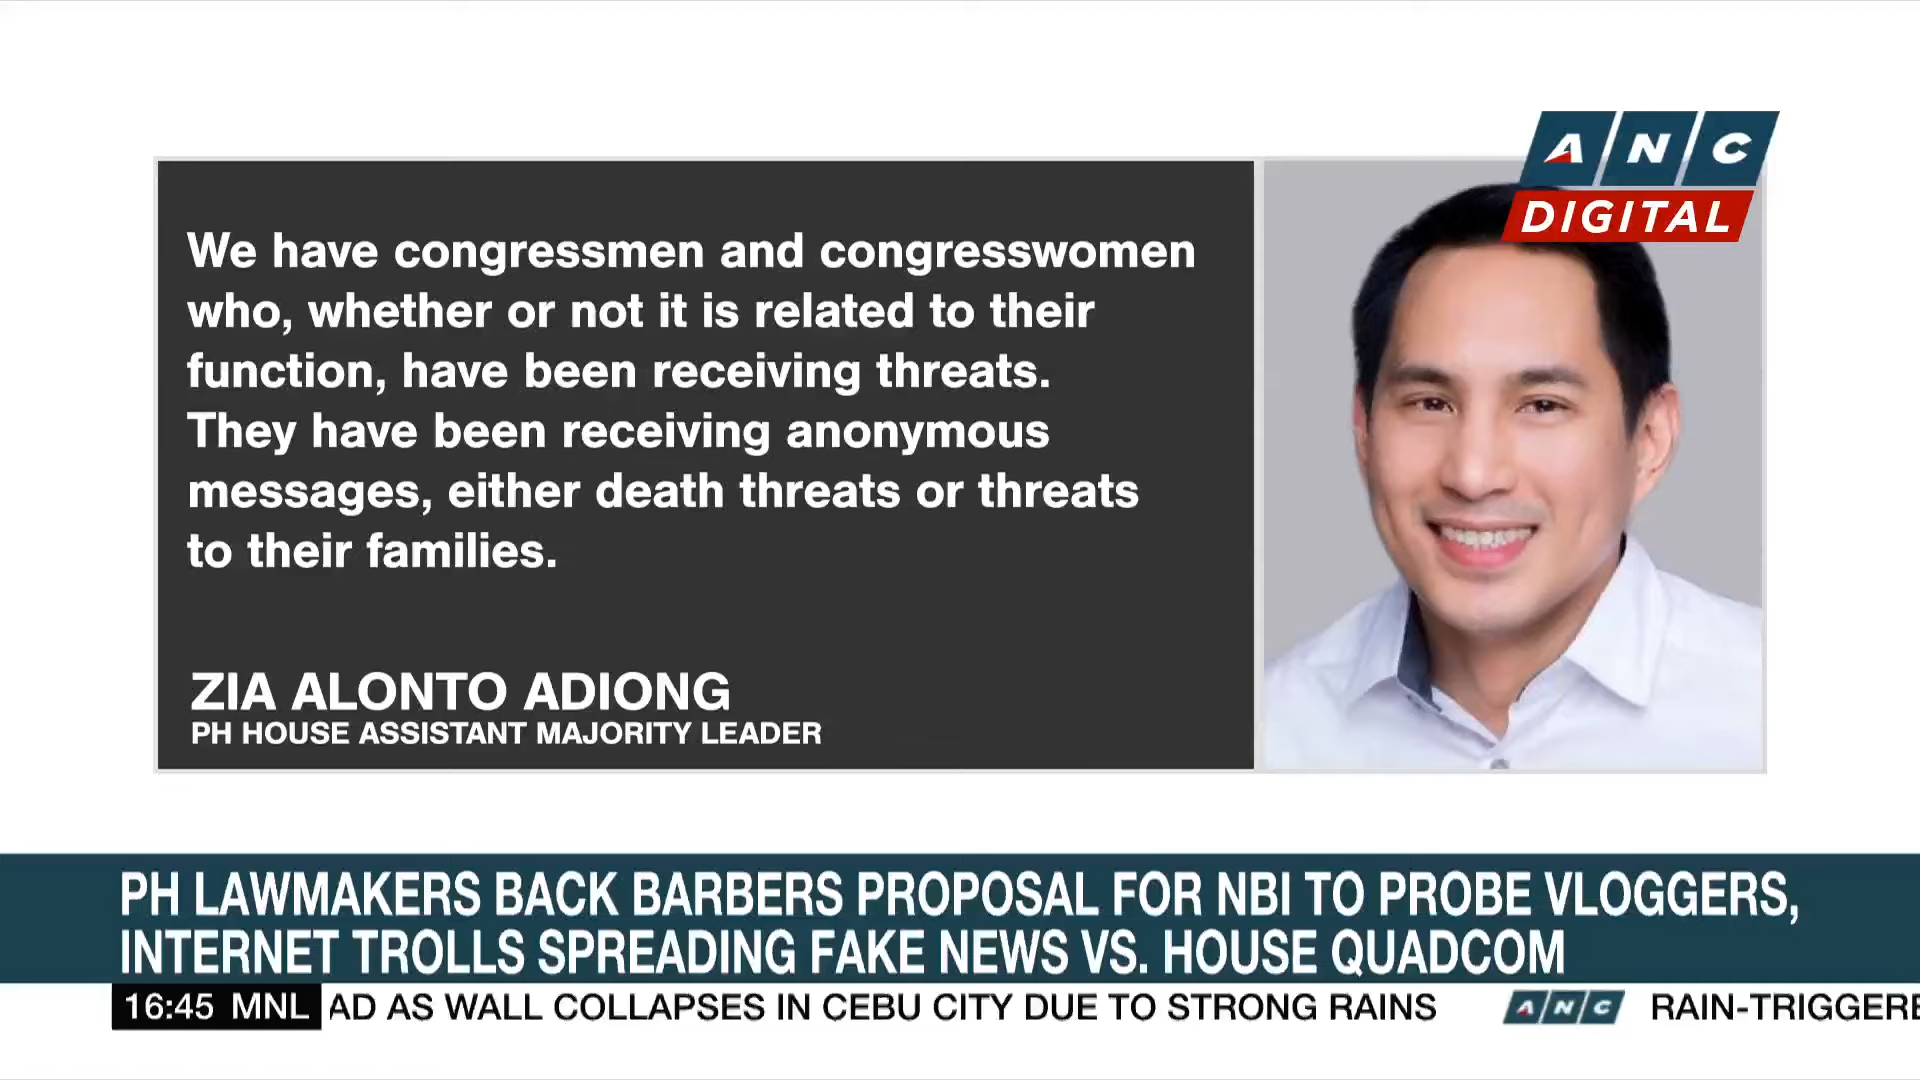 ANC
DIGITAL
We have congressmen and congresswomen
who, whether or not it is related to their
function, have been receiving threats.
They have been receiving anonymous
messages, either death threats or threats
to their families.
ZIA ALONTO ADIONG
PH HOUSE ASSISTANT MAJORITY LEADER
PH LAWMAKERS BACK BARBERS PROPOSAL FOR NBI TO PROBE VLOGGERS,
INTERNET TROLLS SPREADING FAKE NEWS VS. HOUSE QUADCOM
16:45 MNL AD AS WALL COLLAPSES IN CEBU CITY DUE TO STRONG RAINS ANC RAIN-TRIGGERE